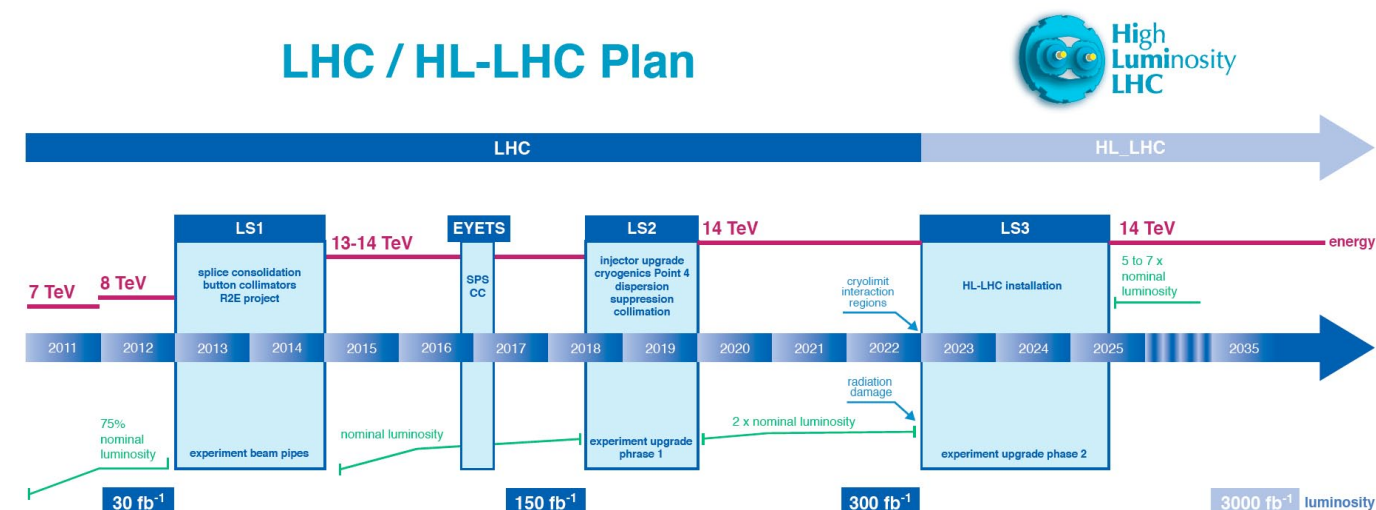 LHC / HL-LHC Plan
High
Luminosity
LHC
LHC
HL_LHC
LS1
EYETS
LS2
14 TeV
LS3
14 TeV
energy
13-14 TeV
7 TeV
8 TeV
splice consolidation
button collimators
R2E project
SPS
CC
injector upgrade
cryogenics Point 4
dispersion
suppression
collimation
cryolimit
interaction
regions
HL-LHC installation
5 to 7 x
nominal
luminosity
2011
2012
2013
2014
2015
2016
2017
2018
2019
2020
2021
2022
2023
2024
2025
2035
75%
nominal
luminosity
experiment beam pipes
nominal luminosity
experiment upgrade
phrase 1
2 x nominal luminosity
radiation
damage
experiment upgrade phase 2
30 fb⁻¹
150 fb⁻¹
300 fb⁻¹
3000 fb⁻¹
luminosity